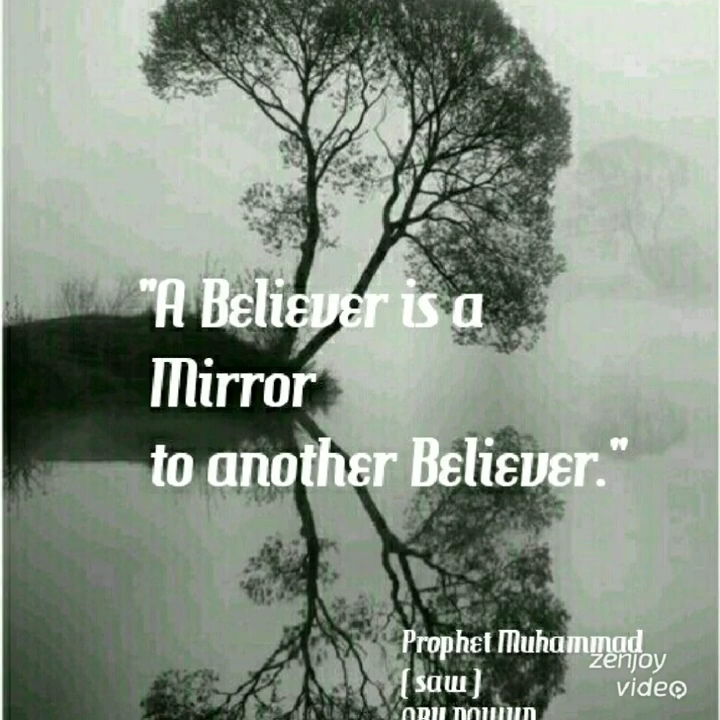 "A Believer is a
Mirror
to another Believer."
Prophet Muhammad
(saw)
zenjoy
video